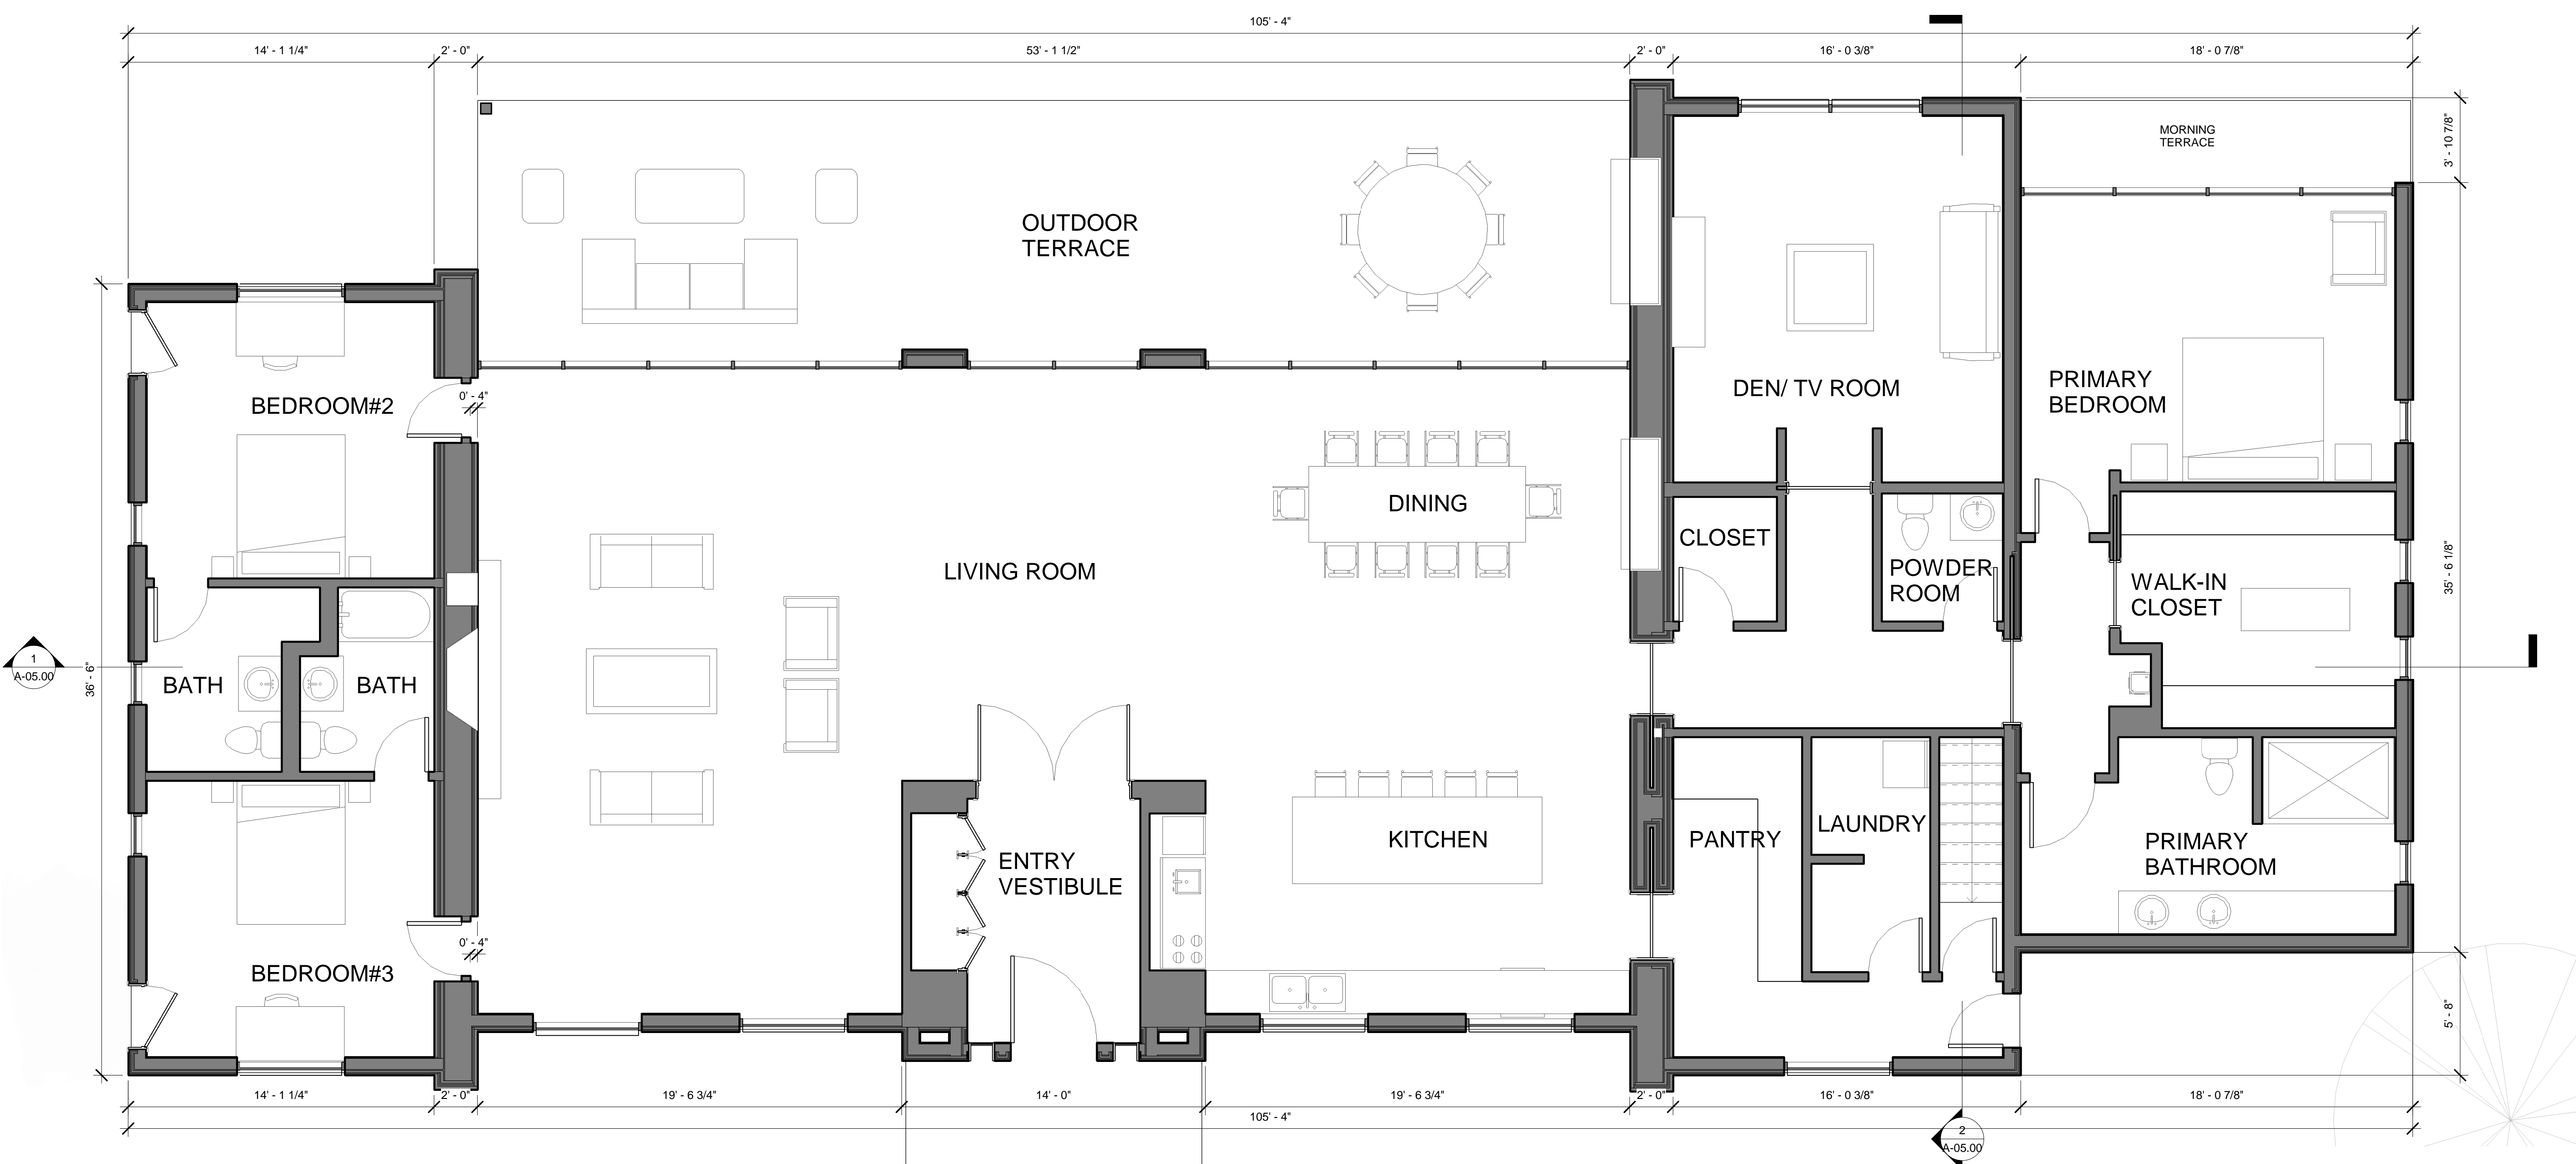 105' - 4"
14' - 1 1/4"
2' - 0"
53' - 1 1/2"
2' - 0"
16' - 0 3/8"
18' - 0 7/8"
MORNING
TERRACE
3' - 10 7/8"
OUTDOOR
TERRACE
BEDROOM#2
0' - 4"
DEN/ TV ROOM
PRIMARY
BEDROOM
DINING
CLOSET
LIVING ROOM
POWDER
ROOM
WALK-IN
CLOSET
35' - 6 1/8"
1
A-05.00
36' - 6"
BATH
BATH
ENTRY
VESTIBULE
KITCHEN
PANTRY
LAUNDRY
PRIMARY
BATHROOM
0' - 4"
BEDROOM#3
5' - 8"
14' - 1 1/4"
2' - 0"
19' - 6 3/4"
14' - 0"
19' - 6 3/4"
2' - 0"
16' - 0 3/8"
18' - 0 7/8"
105' - 4"
2
A-05.00